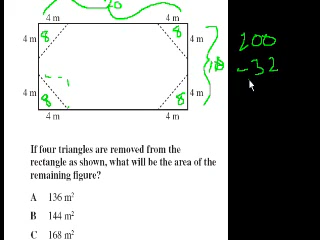 4 m 20 4 m
4 m 8 8 4 m 200
10 -32
4 m 8 8 4 m
4 m 4 m
If four triangles are removed from the
rectangle as shown, what will be the area of the
remaining figure?
A 136 m²
B 144 m²
C 168 m²